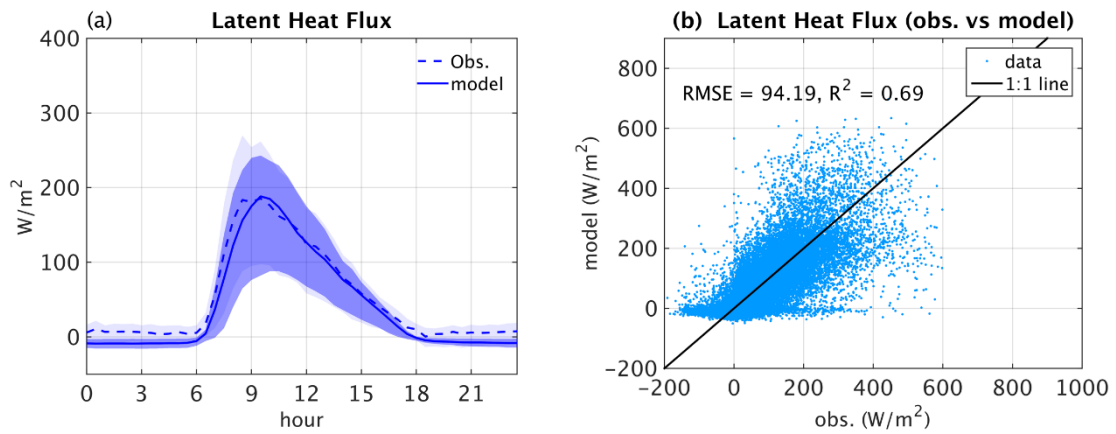 (a) Latent Heat Flux
400
300
200
100
0
W/m²
0 3 6 9 12 15 18 21
hour
Obs.
model
(b) Latent Heat Flux (obs. vs model)
RMSE = 94.19, R² = 0.69
data
1:1 line
800
600
400
200
0
-200
model (W/m²)
-200 0 200 400 600 800 1000
obs. (W/m²)